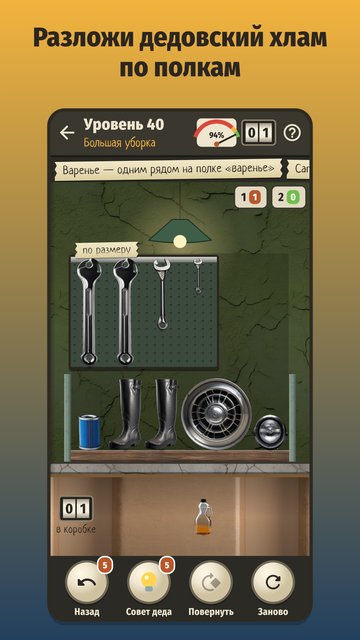 Разложи дедовский хлам
по полкам
Уровень 40
Большая уборка
94%
01
?
Варенье — одним рядом на полке «варенье»
Сап
1 1
2 0
по размеру
01
в коробке
5
5
Назад
Совет деда
Повернуть
Заново